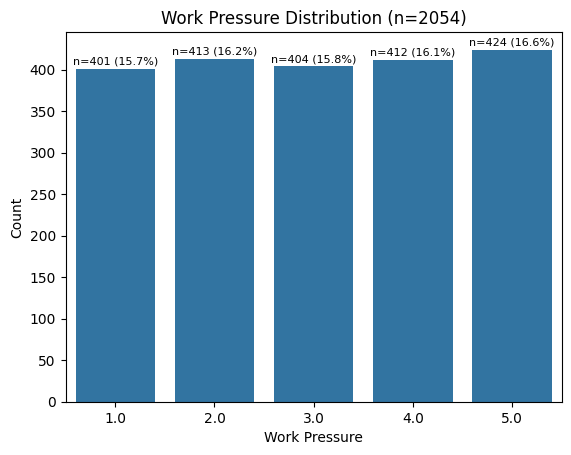 Work Pressure Distribution (n=2054)
n=401 (15.7%)
n=413 (16.2%)
n=404 (15.8%)
n=412 (16.1%)
n=424 (16.6%)
400
350
300
250
200
150
100
50
0
Count
1.0 2.0 3.0 4.0 5.0
Work Pressure